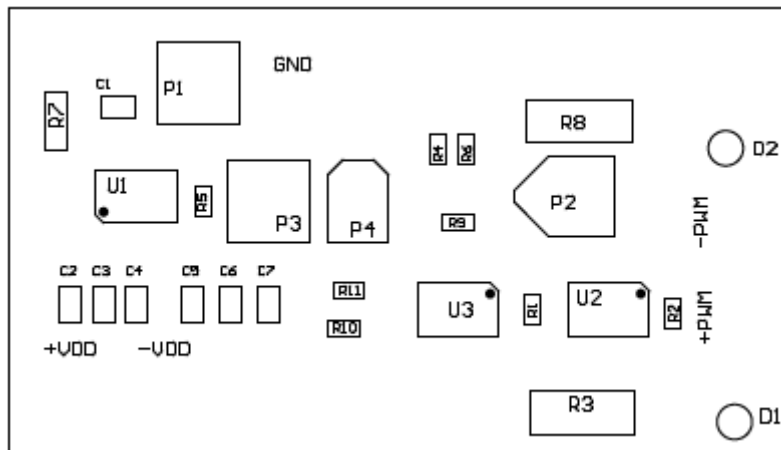 GND
C1
P1
R7
R8
R4
R6
D2
U1
R5
P3
P4
R9
P2
-PWM
C2
C3
C4
C5
C6
C7
R11
U3
R1
U2
R2
+PWM
R10
+VDD
-VDD
R3
D1